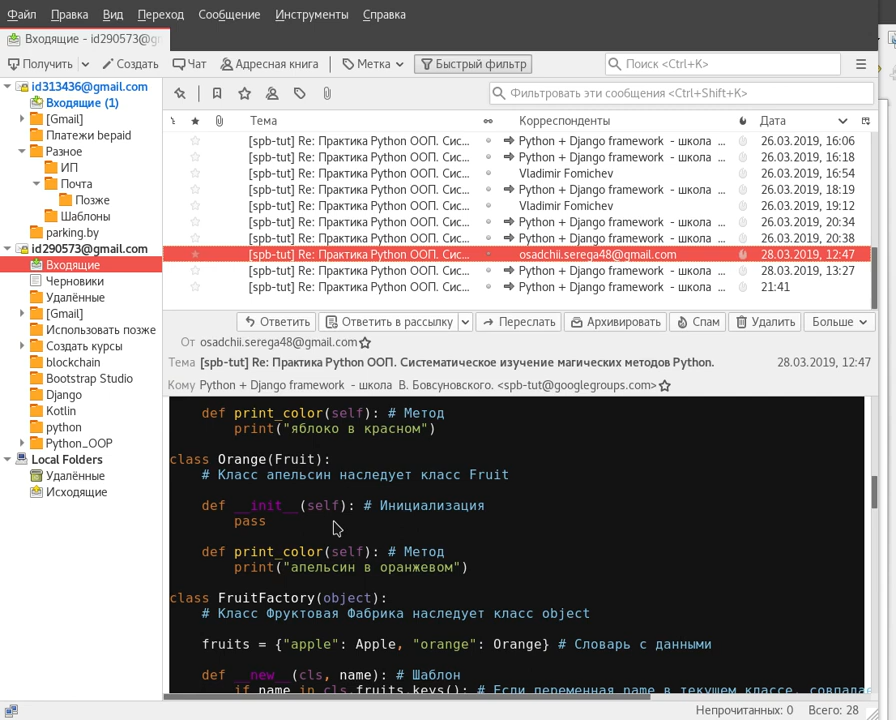 Файл Правка Вид Переход Сообщение Инструменты Справка
Входящие - id290573@gm
Получить Создать Чат Адресная книга Метка Быстрый фильтр Поиск <Ctrl+K>
Фильтровать эти сообщения <Ctrl+Shift+K>
Тема Корреспонденты Дата
[spb-tut] Re: Практика Python ООП. Сис... Python + Django framework - школа ... 26.03.2019, 16:06
[spb-tut] Re: Практика Python ООП. Сис... Python + Django framework - школа ... 26.03.2019, 16:18
[spb-tut] Re: Практика Python ООП. Сис... Vladimir Fomichev 26.03.2019, 16:54
[spb-tut] Re: Практика Python ООП. Сис... Python + Django framework - школа ... 26.03.2019, 18:19
[spb-tut] Re: Практика Python ООП. Сис... Vladimir Fomichev 26.03.2019, 19:12
[spb-tut] Re: Практика Python ООП. Сис... Python + Django framework - школа ... 26.03.2019, 20:34
[spb-tut] Re: Практика Python ООП. Сис... Python + Django framework - школа ... 26.03.2019, 20:38
[spb-tut] Re: Практика Python ООП. Сис... osadchii.serega48@gmail.com 28.03.2019, 12:47
[spb-tut] Re: Практика Python ООП. Сис... Python + Django framework - школа ... 28.03.2019, 13:27
[spb-tut] Re: Практика Python ООП. Сис... Python + Django framework - школа ... 21:41
id313436@gmail.com
Входящие (1)
[Gmail]
Платежи bepaid
Разное
ИП
Почта
Позже
Шаблоны
parking.by
id290573@gmail.com
Входящие
Черновики
Удалённые
[Gmail]
Использовать позже
Создать курсы
blockchain
Bootstrap Studio
Django
Kotlin
python
Python_OOP
Local Folders
Удалённые
Исходящие
Ответить Ответить в рассылку Переслать Архивировать Спам Удалить Больше
От osadchii.serega48@gmail.com
Тема [spb-tut] Re: Практика Python ООП. Систематическое изучение магических методов Python. 28.03.2019, 12:47
Кому Python + Django framework - школа В. Бовсуновского. <spb-tut@googlegroups.com>
def print_color(self): # Метод
print("яблоко в красном")
class Orange(Fruit):
# Класс апельсин наследует класс Fruit
def __init__(self): # Инициализация
pass
def print_color(self): # Метод
print("апельсин в оранжевом")
class FruitFactory(object):
# Класс Фруктовая Фабрика наследует класс object
fruits = {"apple": Apple, "orange": Orange} # Словарь с данными
def __new__(cls, name): # Шаблон
if name in cls.fruits.keys(): # Если переменная name в текущем классе, совпадае
Непрочитанных: 0 Всего: 28